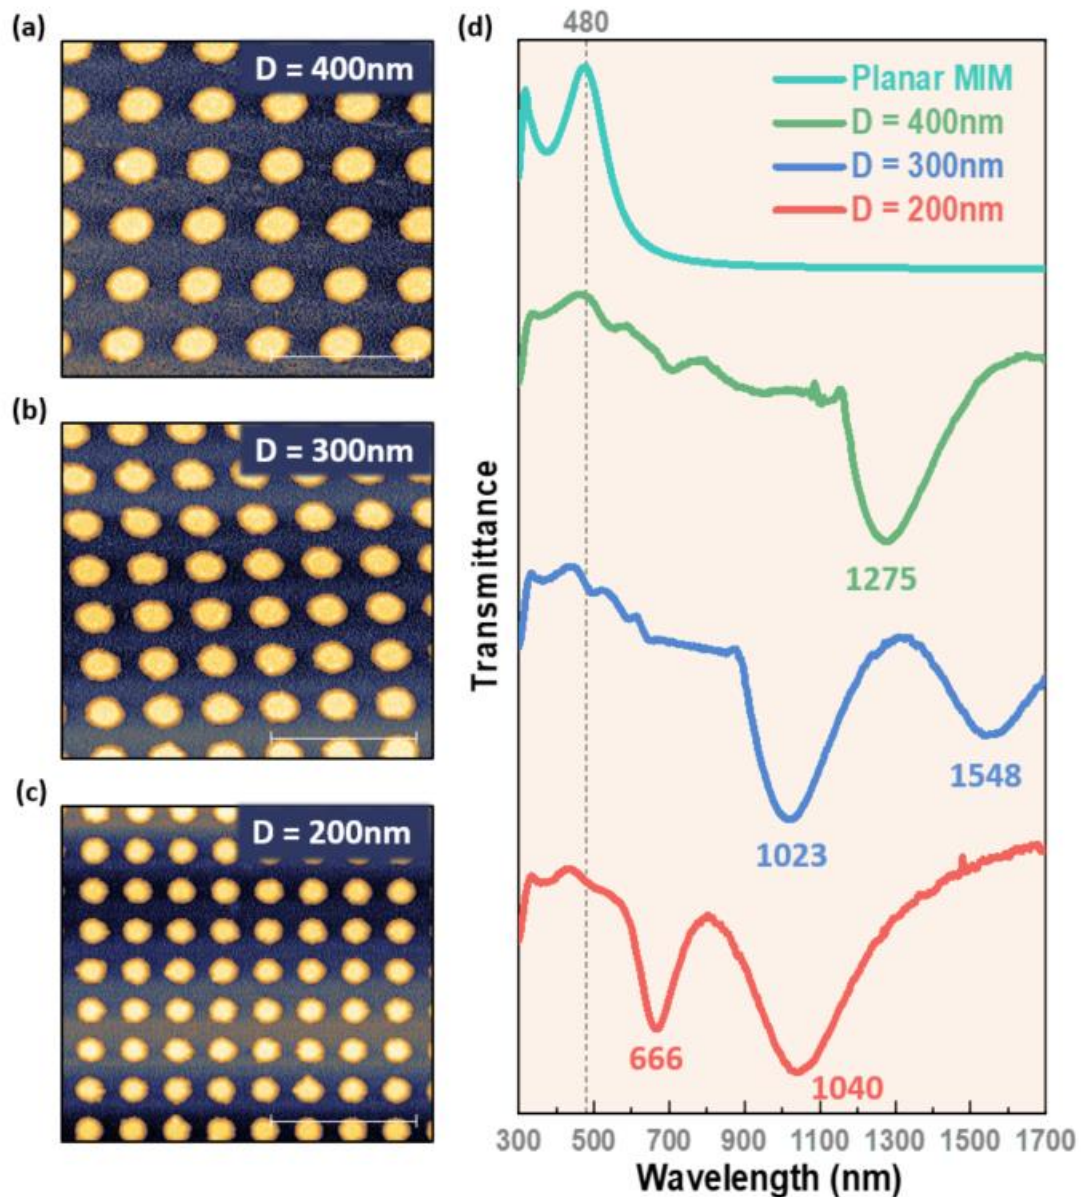 (a)
D = 400nm
(b)
D = 300nm
(c)
D = 200nm
(d)
480
Planar MIM
D = 400nm
D = 300nm
D = 200nm
Transmittance
1275
1548
1023
666
1040
300 500 700 900 1100 1300 1500 1700
Wavelength (nm)